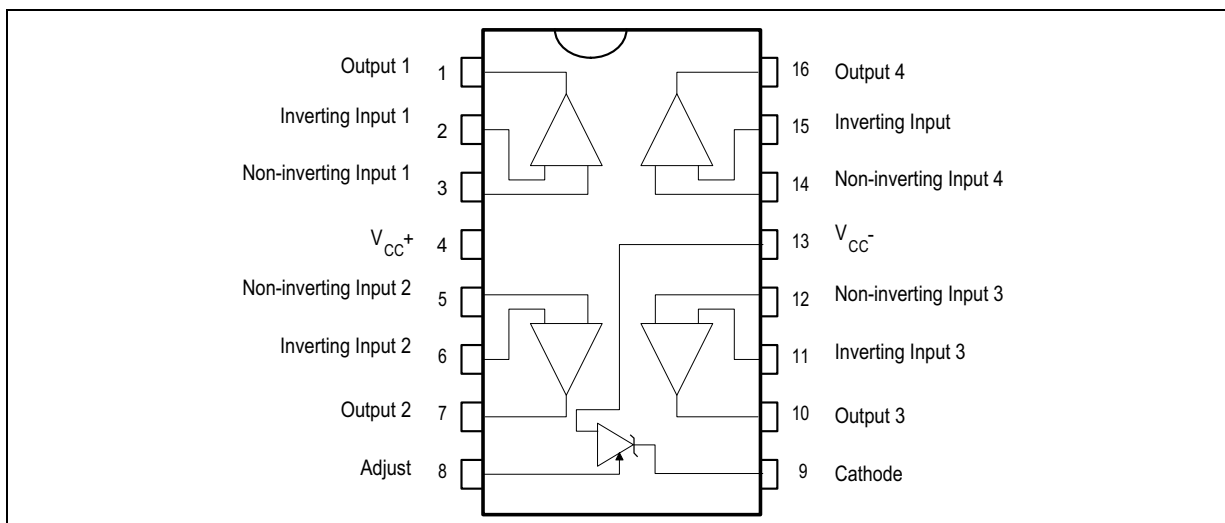 Output 1 1
Inverting Input 1 2
Non-inverting Input 1 3
VCC+ 4
Non-inverting Input 2 5
Inverting Input 2 6
Output 2 7
Adjust 8
16 Output 4
15 Inverting Input
14 Non-inverting Input 4
13 VCC-
12 Non-inverting Input 3
11 Inverting Input 3
10 Output 3
9 Cathode